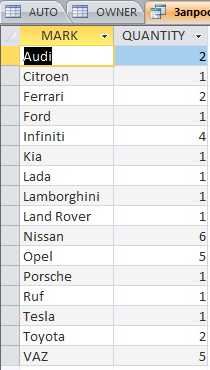 AUTO OWNER Запрос
MARK QUANTITY
Audi 2
Citroen 1
Ferrari 2
Ford 1
Infiniti 4
Kia 1
Lada 1
Lamborghini 1
Land Rover 1
Nissan 6
Opel 5
Porsche 1
Ruf 1
Tesla 1
Toyota 2
VAZ 5